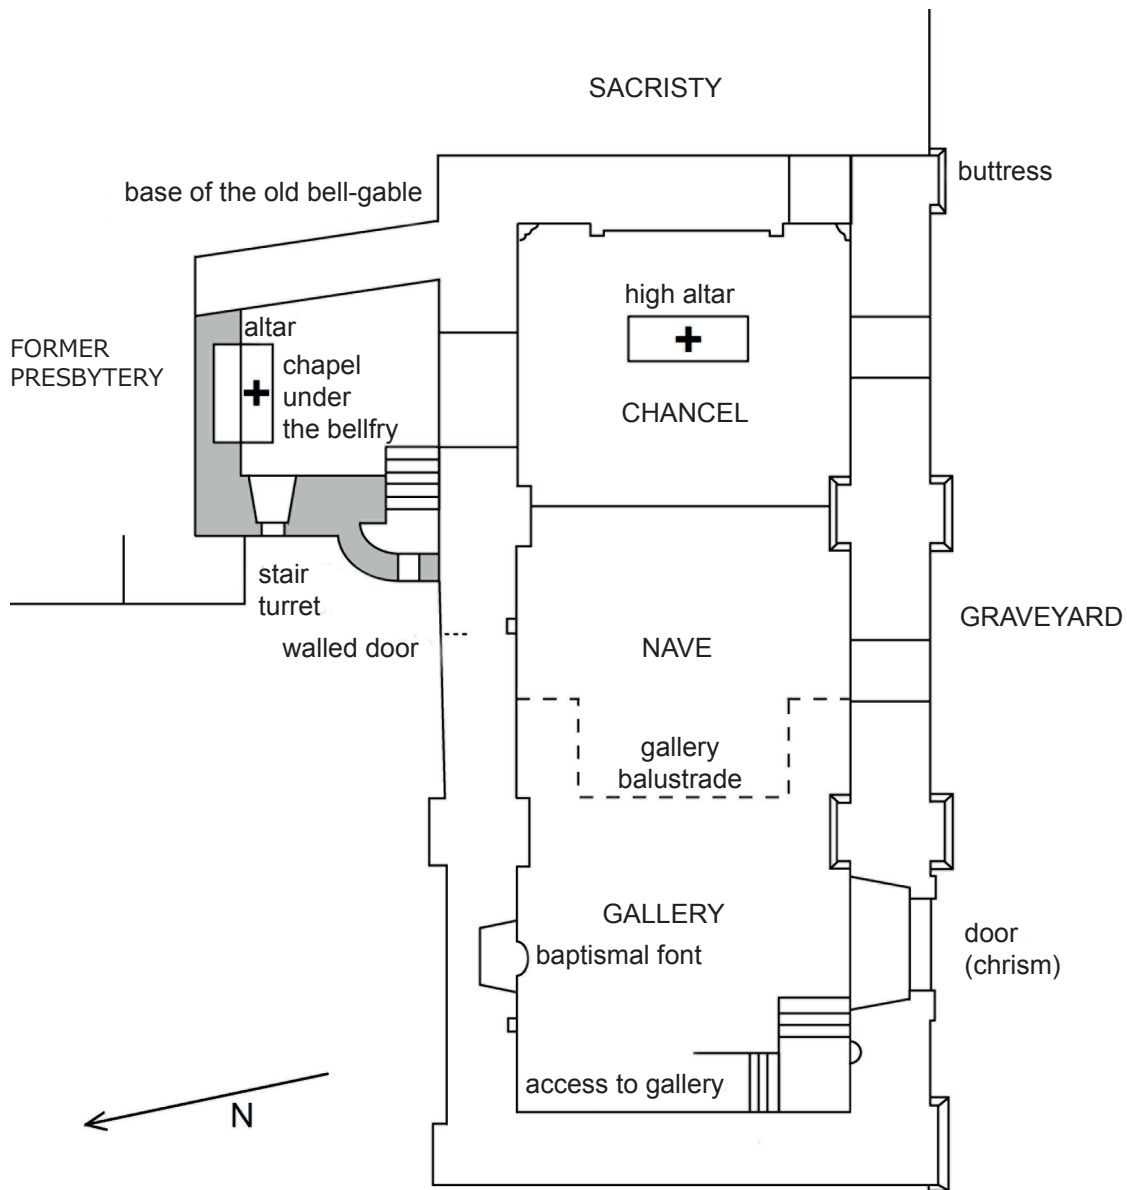 SACRISTY
buttress
base of the old bell-gable
high altar
altar
FORMER
PRESBYTERY
chapel
under
the bellfry
CHANCEL
stair
turret
GRAVEYARD
walled door
NAVE
gallery
balustrade
GALLERY
door
(chrism)
baptismal font
access to gallery
N